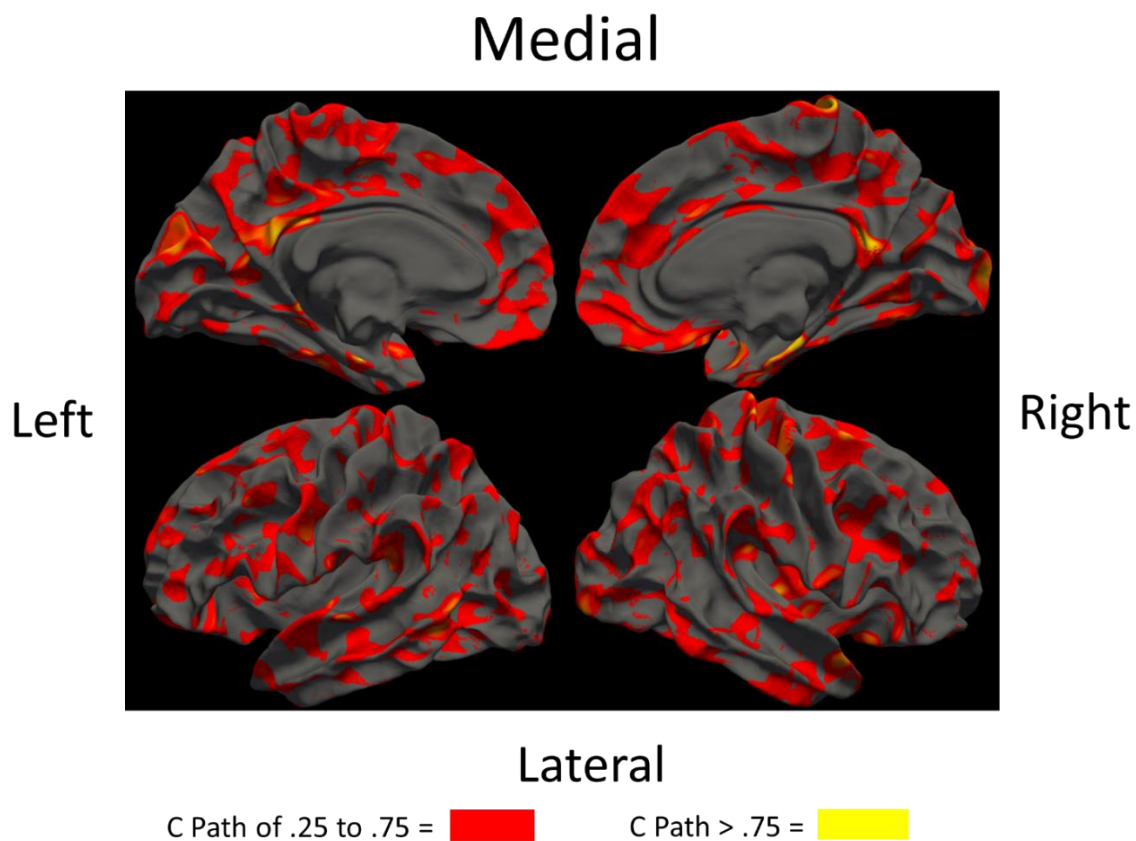 Medial
Left
Right
Lateral
C Path of .25 to .75 =
C Path > .75 =